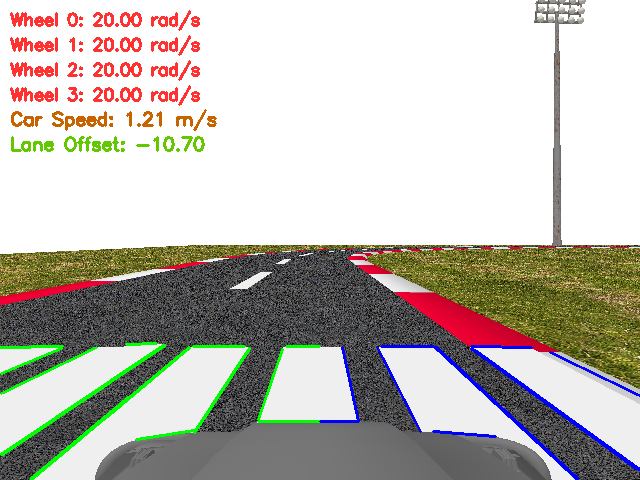 Wheel 0: 20.00 rad/s
Wheel 1: 20.00 rad/s
Wheel 2: 20.00 rad/s
Wheel 3: 20.00 rad/s
Car Speed: 1.21 m/s
Lane Offset: -10.70